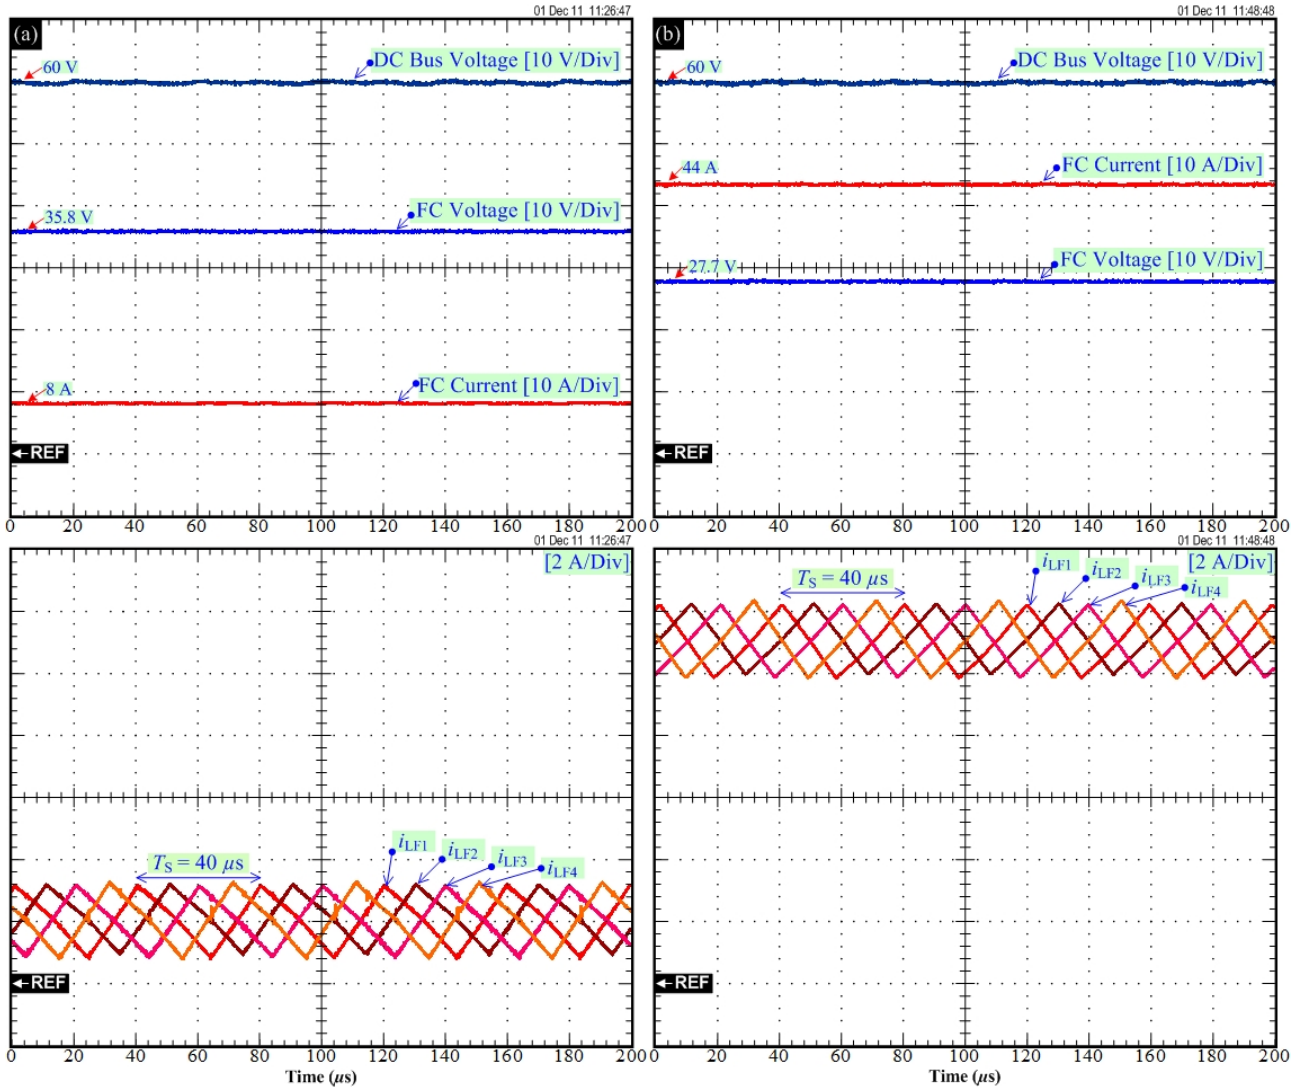 01 Dec 11 11:26:47
(a)
DC Bus Voltage [10 V/Div]
60 V
35.8 V
FC Voltage [10 V/Div]
8 A
FC Current [10 A/Div]
←REF
0 20 40 60 80 100 120 140 160 180 200
01 Dec 11 11:48:48
(b)
DC Bus Voltage [10 V/Div]
60 V
44 A
FC Current [10 A/Div]
27.7 V
FC Voltage [10 V/Div]
←REF
0 20 40 60 80 100 120 140 160 180 200
01 Dec 11 11:26:47
[2 A/Div]
TS = 40 µs
iLF1
iLF2
iLF3
iLF4
←REF
0 20 40 60 80 100 120 140 160 180 200
Time (µs)
01 Dec 11 11:48:48
[2 A/Div]
TS = 40 µs
iLF1
iLF2
iLF3
iLF4
←REF
0 20 40 60 80 100 120 140 160 180 200
Time (µs)